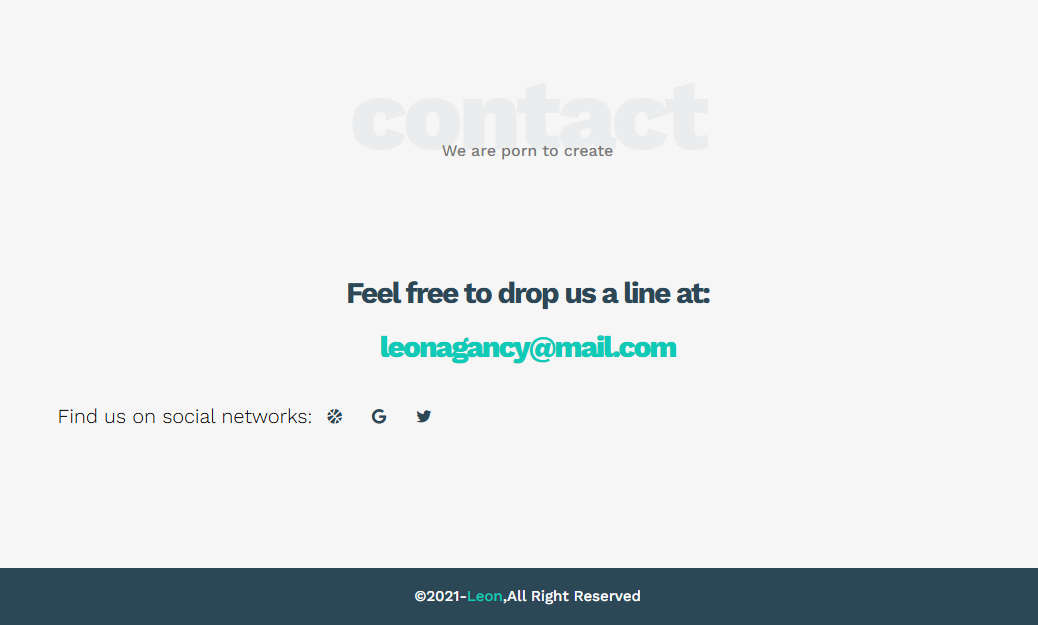 contact
We are porn to create
Feel free to drop us a line at:
leonagancy@mail.com
Find us on social networks:
©2021-Leon,All Right Reserved